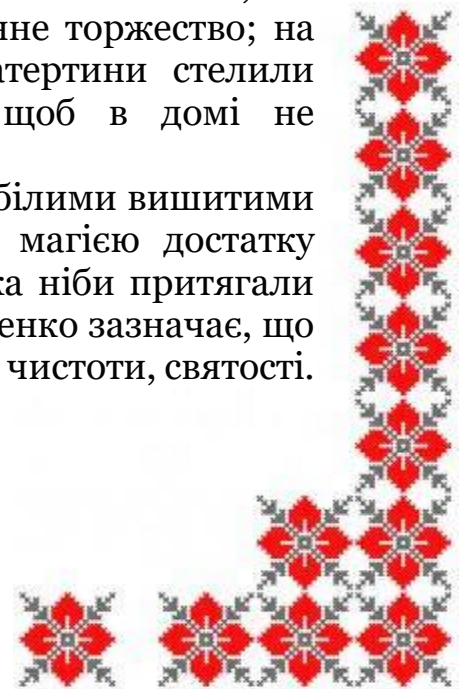 нне торжество; на
атертини стелили
щоб в домі не
білими вишитими
магією достатку
ка ніби притягали
енко зазначає, що
чистоти, святості.